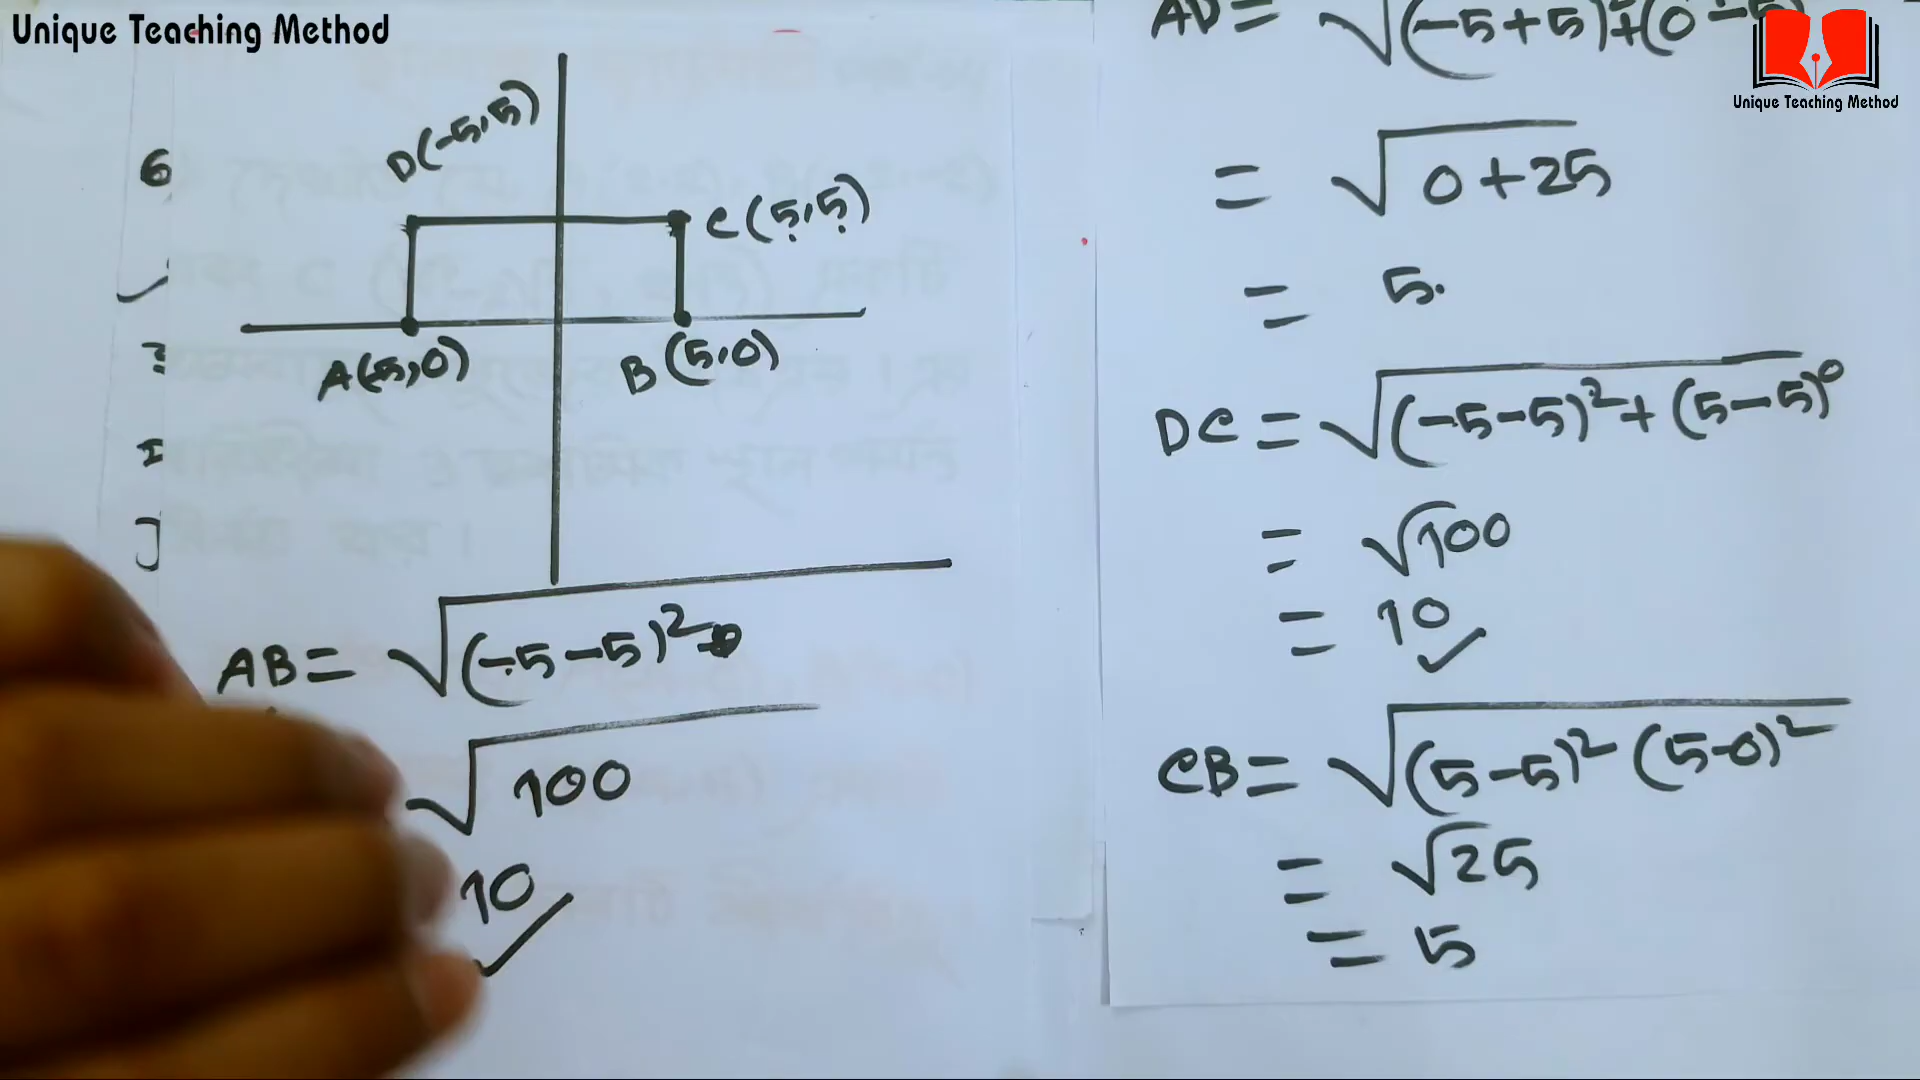 Unique Teaching Method
D(-5,5)
C(5,5)
A(-5,0)
B(5,0)
AB = √(-5-5)²
√100
10
AD = √(-5+5)²+(0-5)
= √0+25
= 5.
DC = √(-5-5)²+(5-5)⁰
= √100
= 10
CB = √(5-5)² (5-0)²
= √25
= 5
Unique Teaching Method